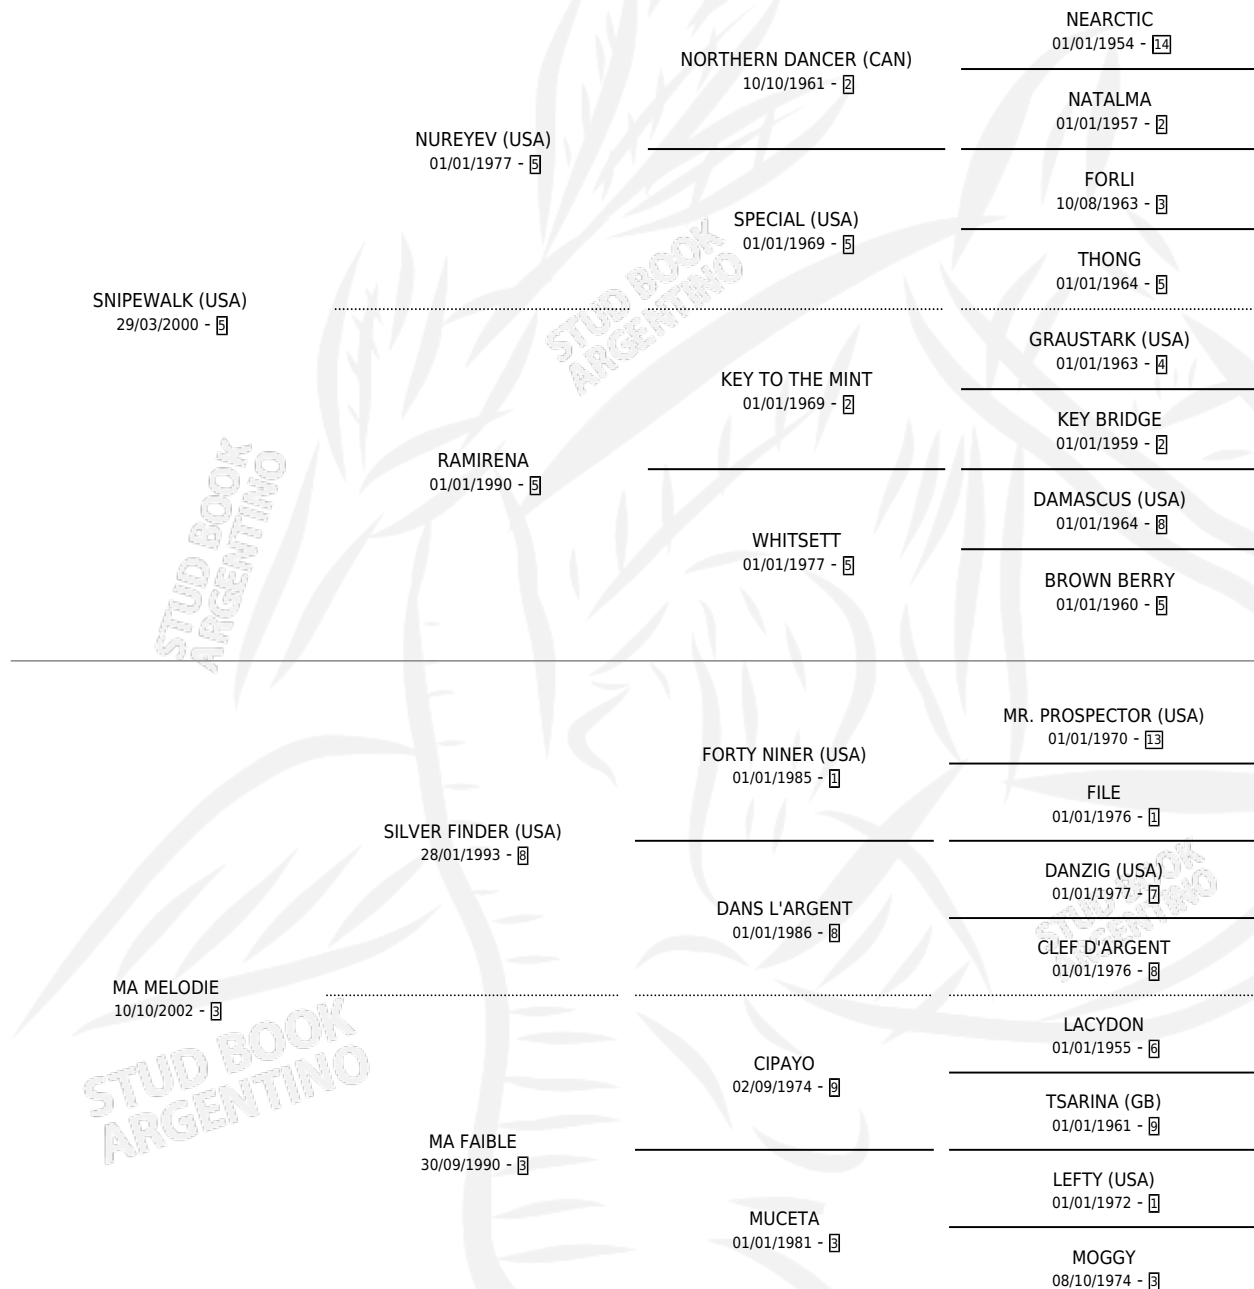 NEARCTIC
01/01/1954 - 14
NORTHERN DANCER (CAN)
10/10/1961 - 2
NATALMA
01/01/1957 - 2
NUREYEV (USA)
01/01/1977 - 5
FORLI
10/08/1963 - 3
SPECIAL (USA)
01/01/1969 - 5
THONG
01/01/1964 - 5
SNIPEWALK (USA)
29/03/2000 - 5
STUD BOOK
ARGENTINO
GRAUSTARK (USA)
01/01/1963 - 4
KEY TO THE MINT
01/01/1969 - 2
KEY BRIDGE
01/01/1959 - 2
RAMIRENA
01/01/1990 - 5
DAMASCUS (USA)
01/01/1964 - 8
WHITSETT
01/01/1977 - 5
BROWN BERRY
01/01/1960 - 5
STUD BOOK
ARGENTINO
MR. PROSPECTOR (USA)
01/01/1970 - 13
FORTY NINER (USA)
01/01/1985 - 1
FILE
01/01/1976 - 1
SILVER FINDER (USA)
28/01/1993 - 8
DANZIG (USA)
01/01/1977 - 7
DANS L'ARGENT
01/01/1986 - 8
STUD BOOK
ARGENTINO
CLEF D'ARGENT
01/01/1976 - 8
MA MELODIE
10/10/2002 - 3
STUD BOOK
ARGENTINO
LACYDON
01/01/1955 - 6
CIPAYO
02/09/1974 - 9
TSARINA (GB)
01/01/1961 - 9
MA FAIBLE
30/09/1990 - 3
LEFTY (USA)
01/01/1972 - 1
MUCETA
01/01/1981 - 3
MOGGY
08/10/1974 - 3